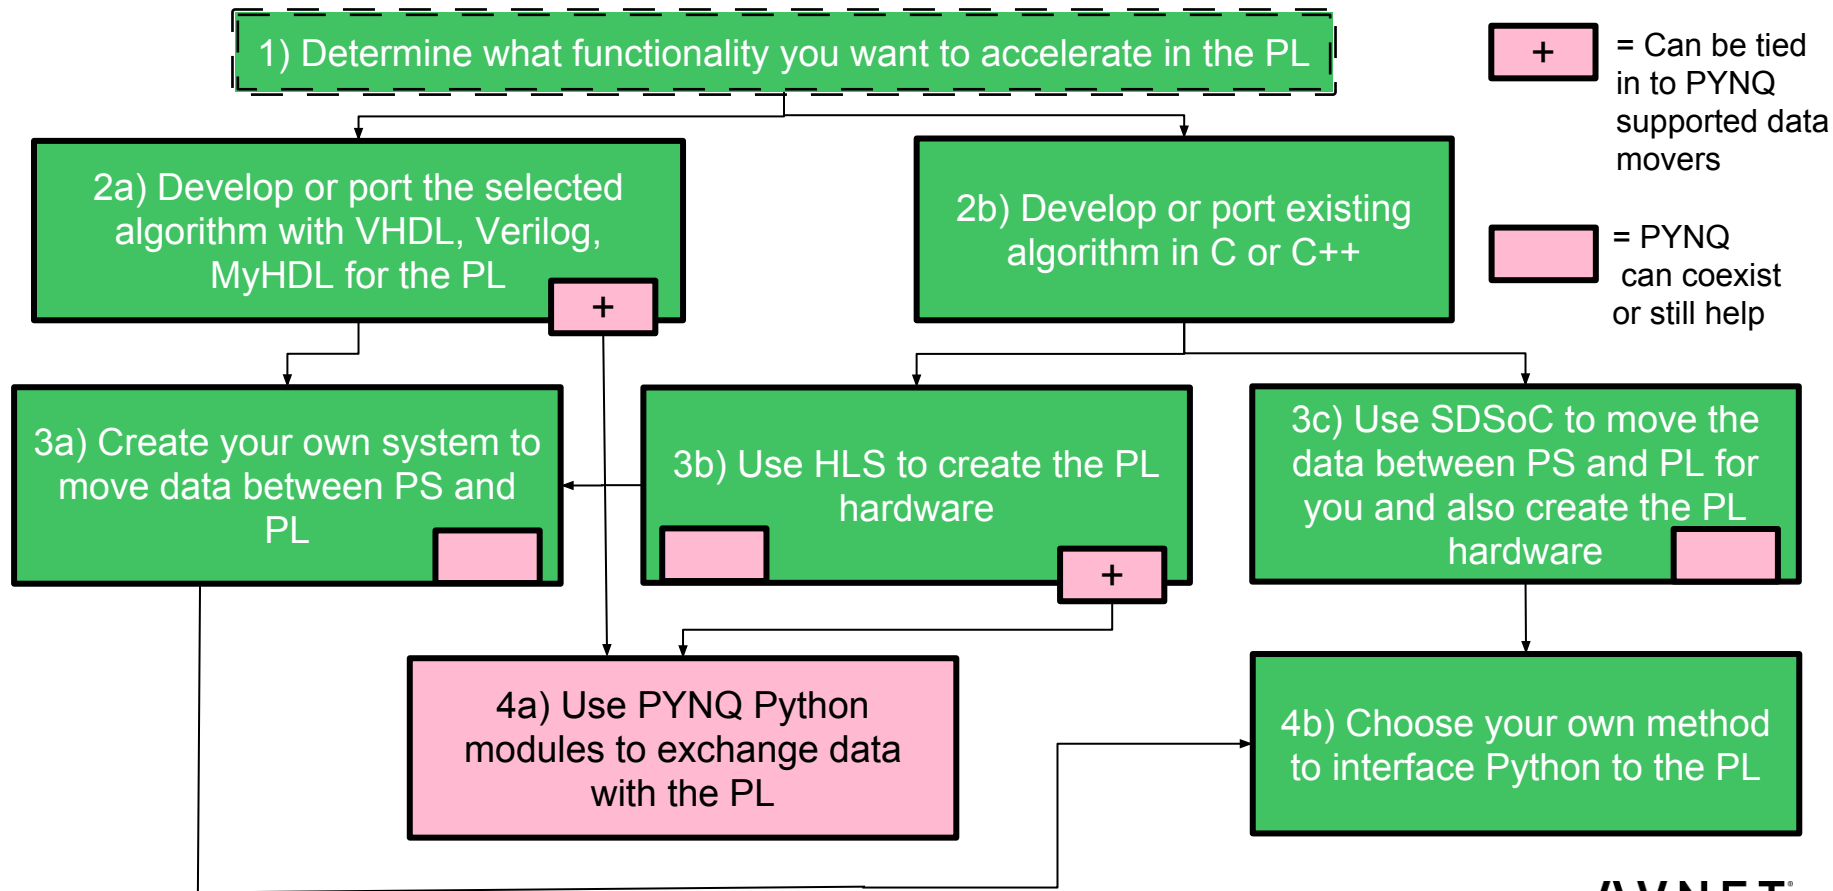 1) Determine what functionality you want to accelerate in the PL
+
= Can be tied
in to PYNQ
supported data
movers
2a) Develop or port the selected
algorithm with VHDL, Verilog,
MyHDL for the PL
+
2b) Develop or port existing
algorithm in C or C++
= PYNQ
can coexist
or still help
3a) Create your own system to
move data between PS and
PL
3b) Use HLS to create the PL
hardware
+
3c) Use SDSoC to move the
data between PS and PL for
you and also create the PL
hardware
4a) Use PYNQ Python
modules to exchange data
with the PL
4b) Choose your own method
to interface Python to the PL
AVNET